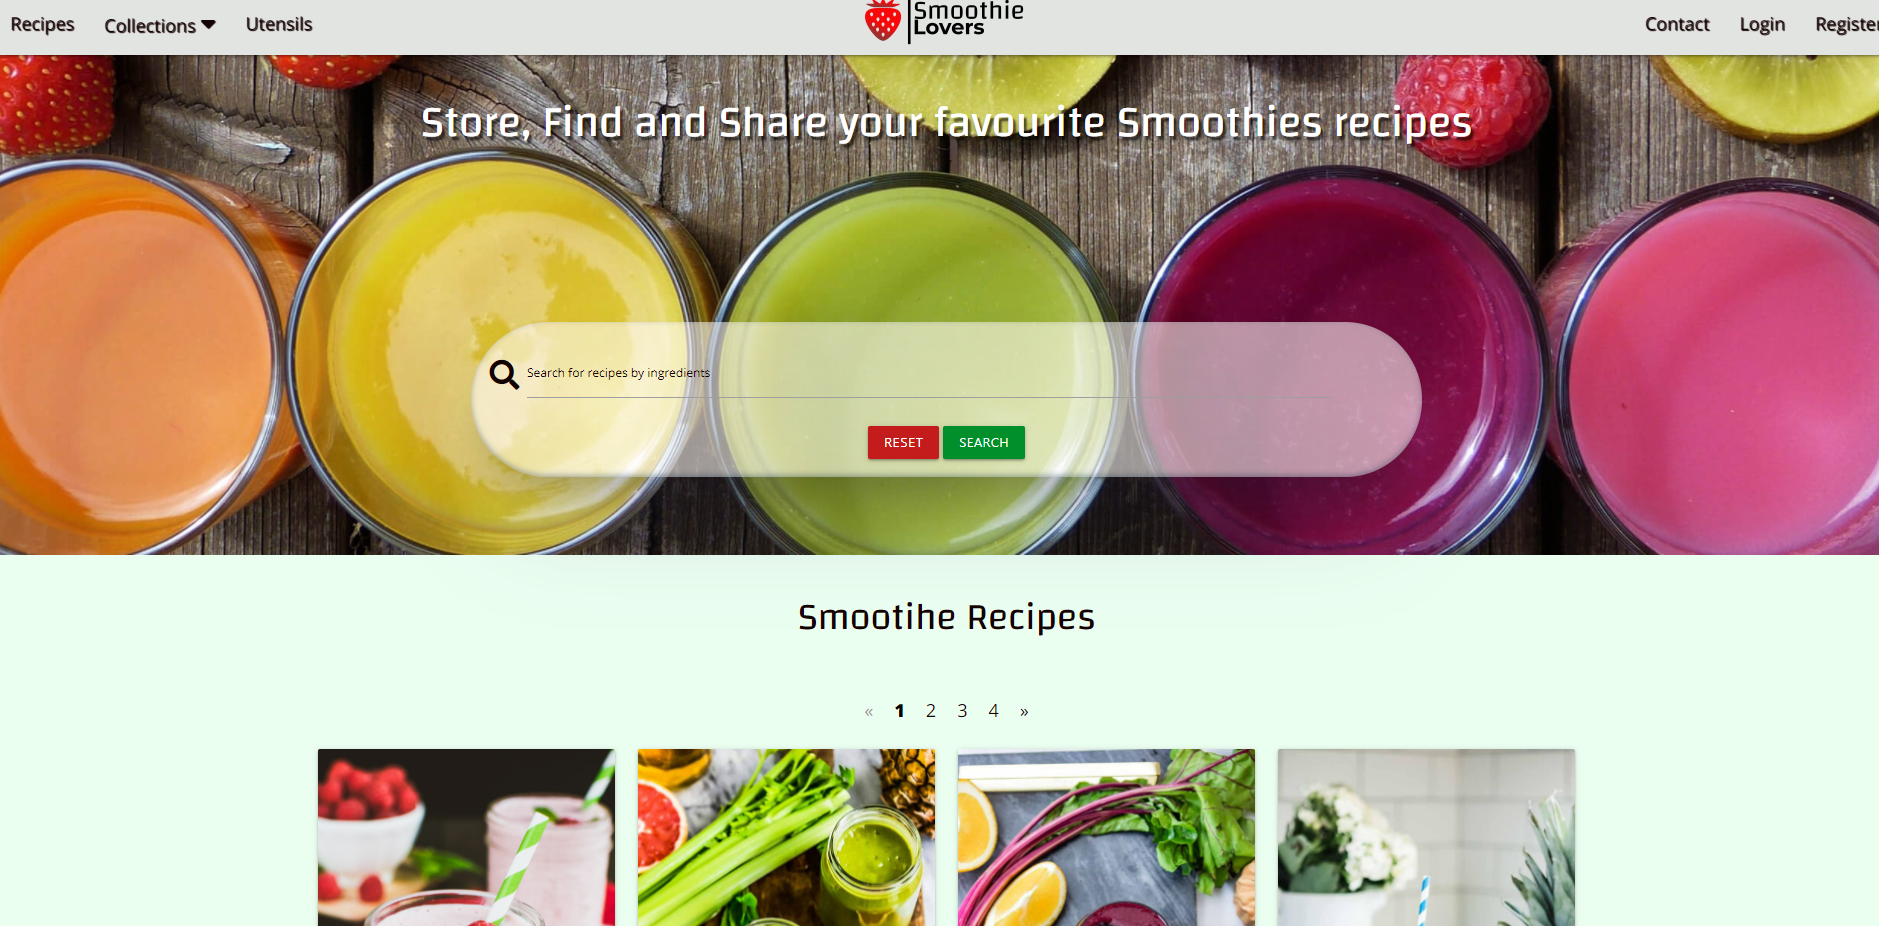 Recipes Collections Utensils
Smoothie
Lovers
Contact Login Register
Store, Find and Share your favourite Smoothies recipes
Search for recipes by ingredients
RESET SEARCH
Smootihe Recipes
« 1 2 3 4 »